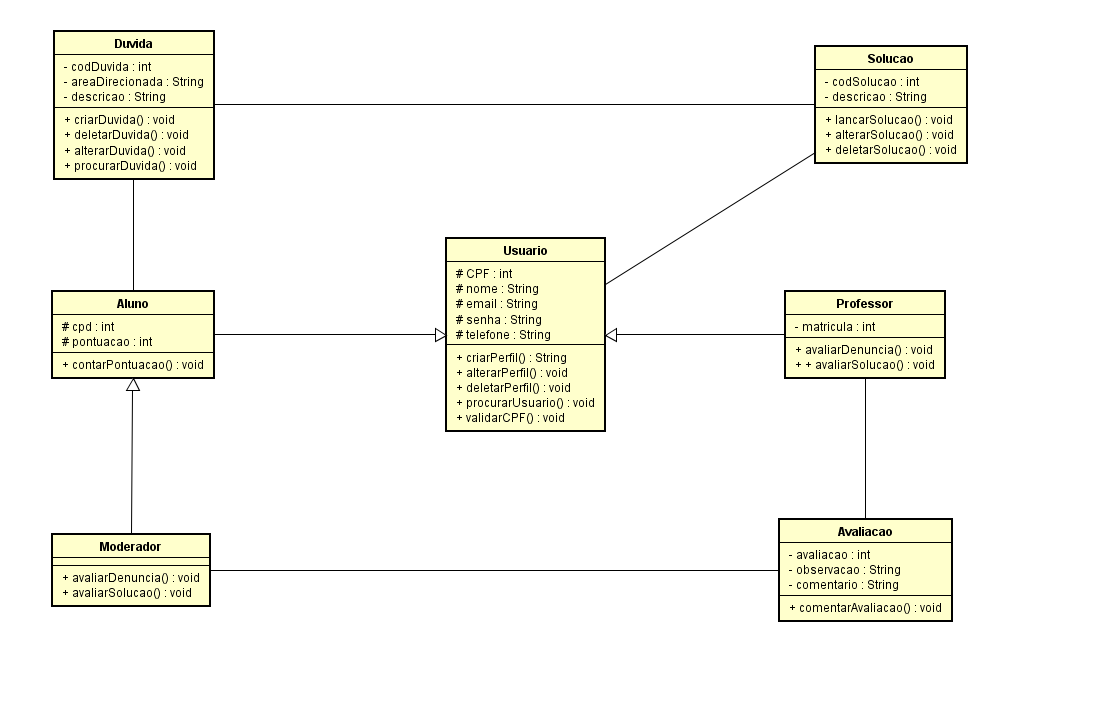 Duvida
- codDuvida : int
- areaDirecionada : String
- descricao : String
+ criarDuvida() : void
+ deletarDuvida() : void
+ alterarDuvida() : void
+ procurarDuvida() : void
Solucao
- codSolucao : int
- descricao : String
+ lancarSolucao() : void
+ alterarSolucao() : void
+ deletarSolucao() : void
Usuario
# CPF : int
# nome : String
# email : String
# senha : String
# telefone : String
+ criarPerfil() : String
+ alterarPerfil() : void
+ deletarPerfil() : void
+ procurarUsuario() : void
+ validarCPF() : void
Aluno
# cpd : int
# pontuacao : int
+ contarPontuacao() : void
Professor
- matricula : int
+ avaliarDenuncia() : void
+ + avaliarSolucao() : void
Moderador
+ avaliarDenuncia() : void
+ avaliarSolucao() : void
Avaliacao
- avaliacao : int
- observacao : String
- comentario : String
+ comentarAvaliacao() : void